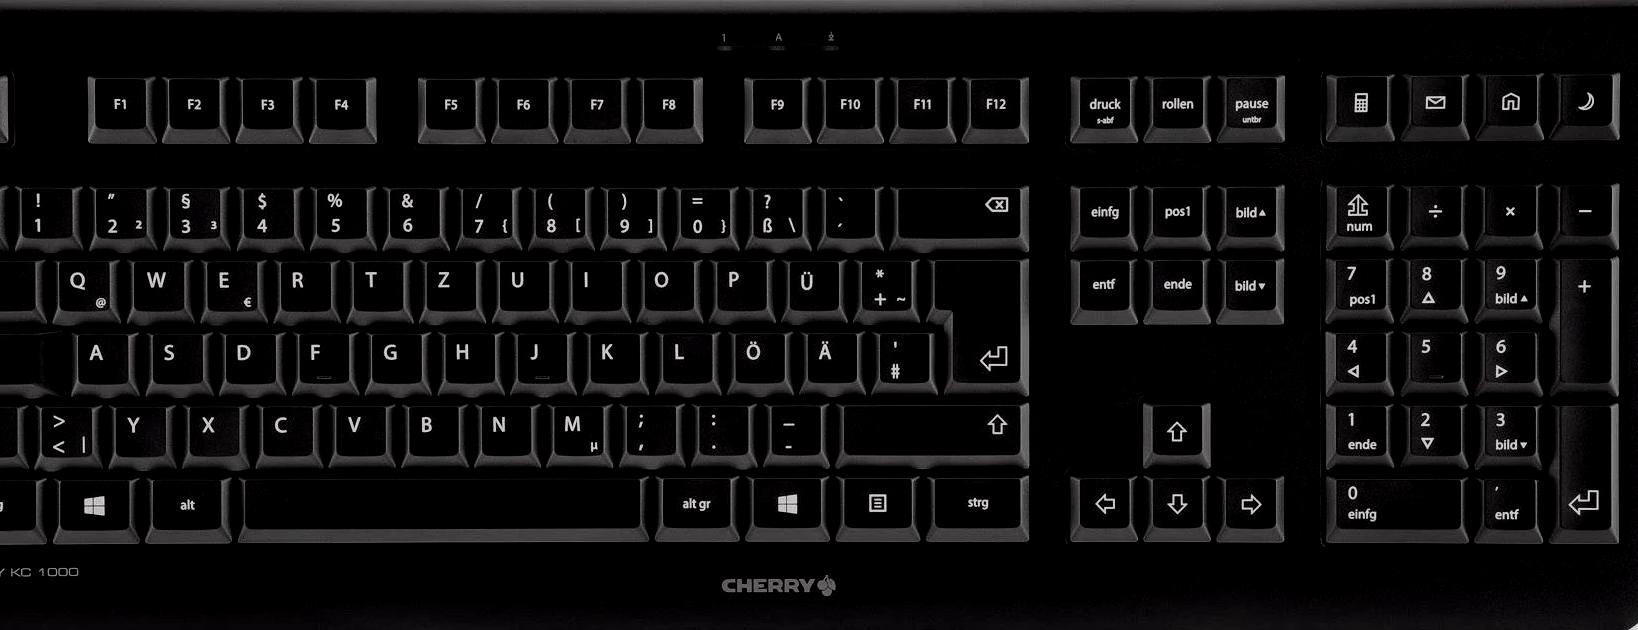 1 A
F1 F2 F3 F4 F5 F6 F7 F8 F9 F10 F11 F12 druck rollen pause
s-abf untbr
! " § $ % & / ( ) = ? `
1 2 ² 3 ³ 4 5 6 7 { 8 [ 9 ] 0 } ß \ ´
einfg pos1 bild▲ num ÷ × –
Q W E R T Z U I O P Ü *
@ € + ~
entf ende bild▼ 7 8 9 +
pos1 △ bild▲
A S D F G H J K L Ö Ä '
#
4 5 6
◁ ▷
> Y X C V B N M ; : _
< | µ , . -
1 2 3
ende ▽ bild▼
alt alt gr strg
0 ,
einfg entf
KC 1000
CHERRY